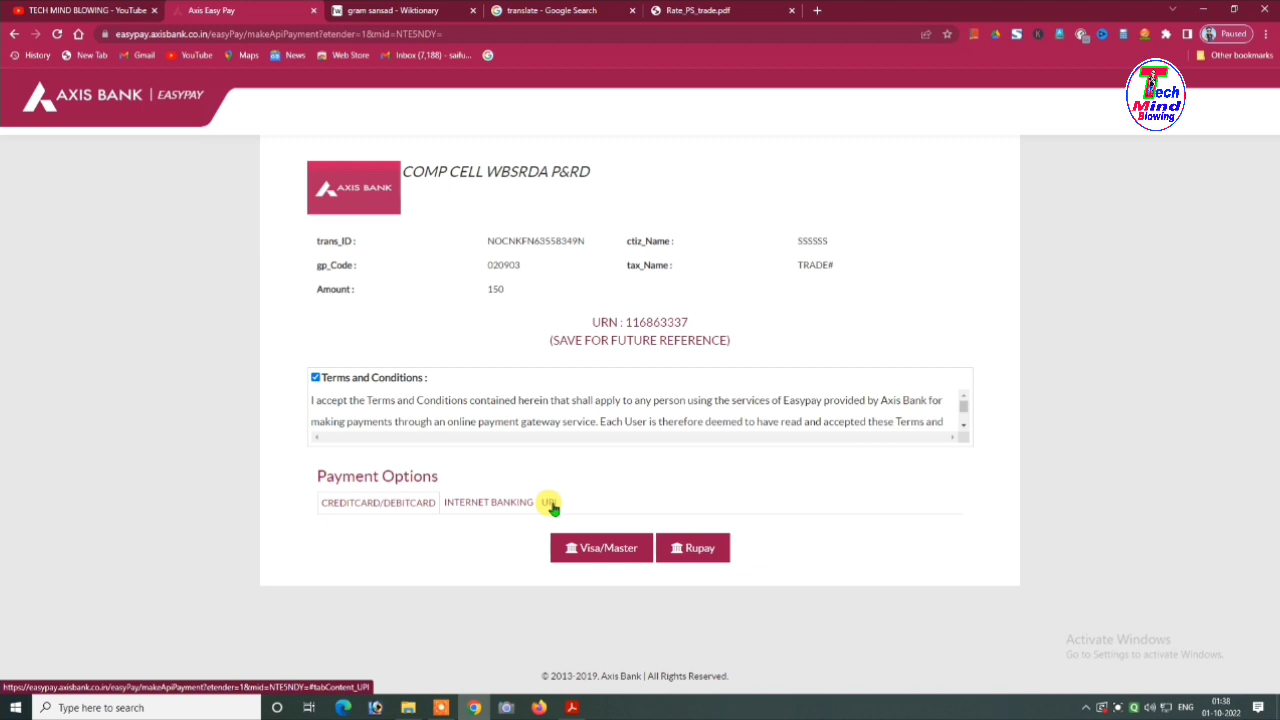 TECH MIND BLOWING - YouTube
Axis Easy Pay
gram sansad - Wiktionary
translate - Google Search
Rate_PS_trade.pdf
easypay.axisbank.co.in/easyPay/makeApiPayment?etender=1&mid=NTE5NDY=
Paused
History
New Tab
Gmail
YouTube
Maps
News
Web Store
Inbox (7,188) - saifu...
Other bookmarks
AXIS BANK | EASYPAY
Tech
Mind
Blowing
AXIS BANK
COMP CELL WBSRDA P&RD
trans_ID : NOCNKFN63558349N ctiz_Name : SSSSSS
gp_Code : 020903 tax_Name : TRADE#
Amount : 150
URN : 116863337
(SAVE FOR FUTURE REFERENCE)
Terms and Conditions :
I accept the Terms and Conditions contained herein that shall apply to any person using the services of Easypay provided by Axis Bank for
making payments through an online payment gateway service. Each User is therefore deemed to have read and accepted these Terms and
Payment Options
CREDITCARD/DEBITCARD INTERNET BANKING UPI
Visa/Master Rupay
Activate Windows
Go to Settings to activate Windows.
© 2013-2019, Axis Bank | All Rights Reserved.
https://easypay.axisbank.co.in/easyPay/makeApiPayment?etender=1&mid=NTE5NDY=#tabContent_UPI
Type here to search
ENG
01:38
01-10-2022